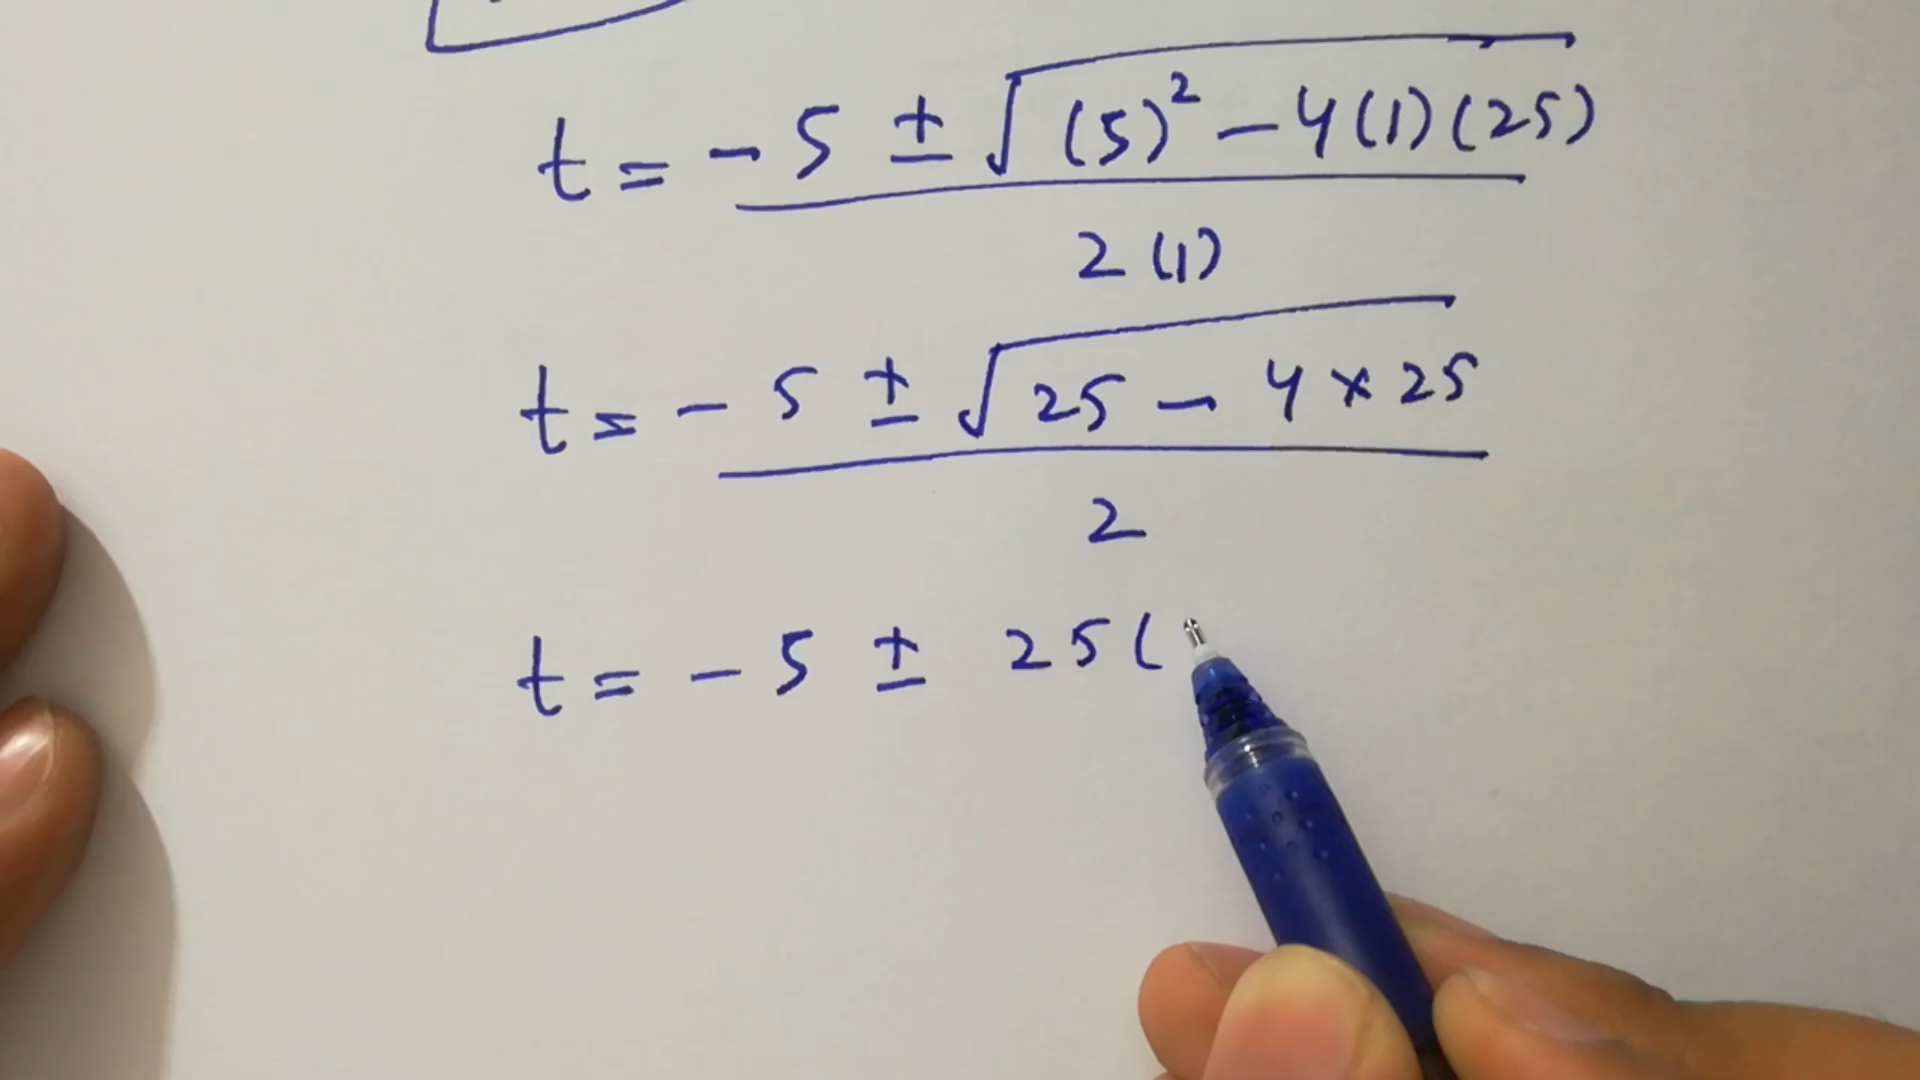 t = - 5 ± √(5)² - 4(1)(25)
2(1)
t = - 5 ± √25 - 4 × 25
2
t = - 5 ± 25(